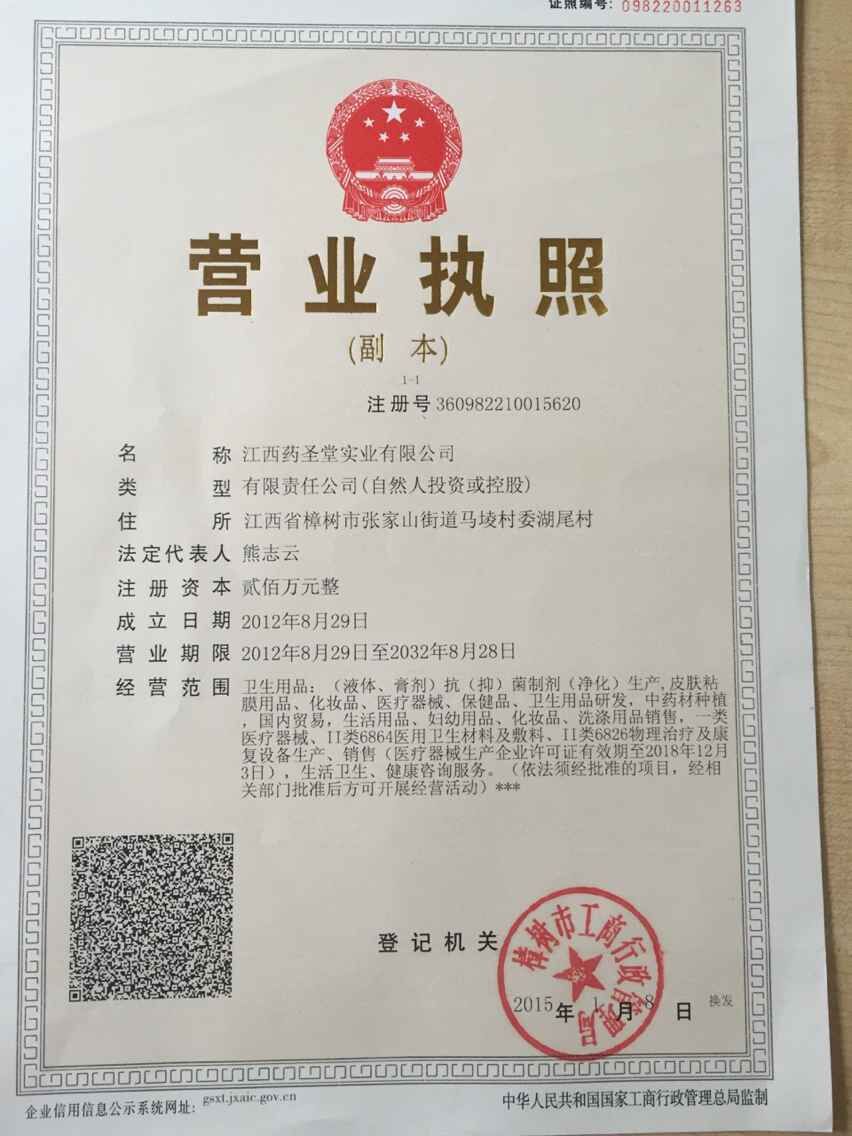 证照编号: 098220011263
营业执照
(副 本)
1-1
注册号 360982210015620
名 称 江西药圣堂实业有限公司
类 型 有限责任公司(自然人投资或控股)
住 所 江西省樟树市张家山街道马埈村委湖尾村
法定代表人 熊志云
注册资本 贰佰万元整
成立日期 2012年8月29日
营业期限 2012年8月29日至2032年8月28日
经营范围 卫生用品：（液体、膏剂）抗（抑）菌制剂（净化）生产,皮肤粘
膜用品、化妆品、医疗器械、保健品、卫生用品研发，中药材种植
，国内贸易，生活用品、妇幼用品、化妆品、洗涤用品销售，一类
医疗器械、II类6864医用卫生材料及敷料、II类6826物理治疗及康
复设备生产、销售（医疗器械生产企业许可证有效期至2018年12月
3日），生活卫生、健康咨询服务。（依法须经批准的项目，经相
关部门批准后方可开展经营活动）***
登记机关
樟树市工商行政管理局
2015年 1月 8日 换发
企业信用信息公示系统网址: gsxt.jxaic.gov.cn
中华人民共和国国家工商行政管理总局监制